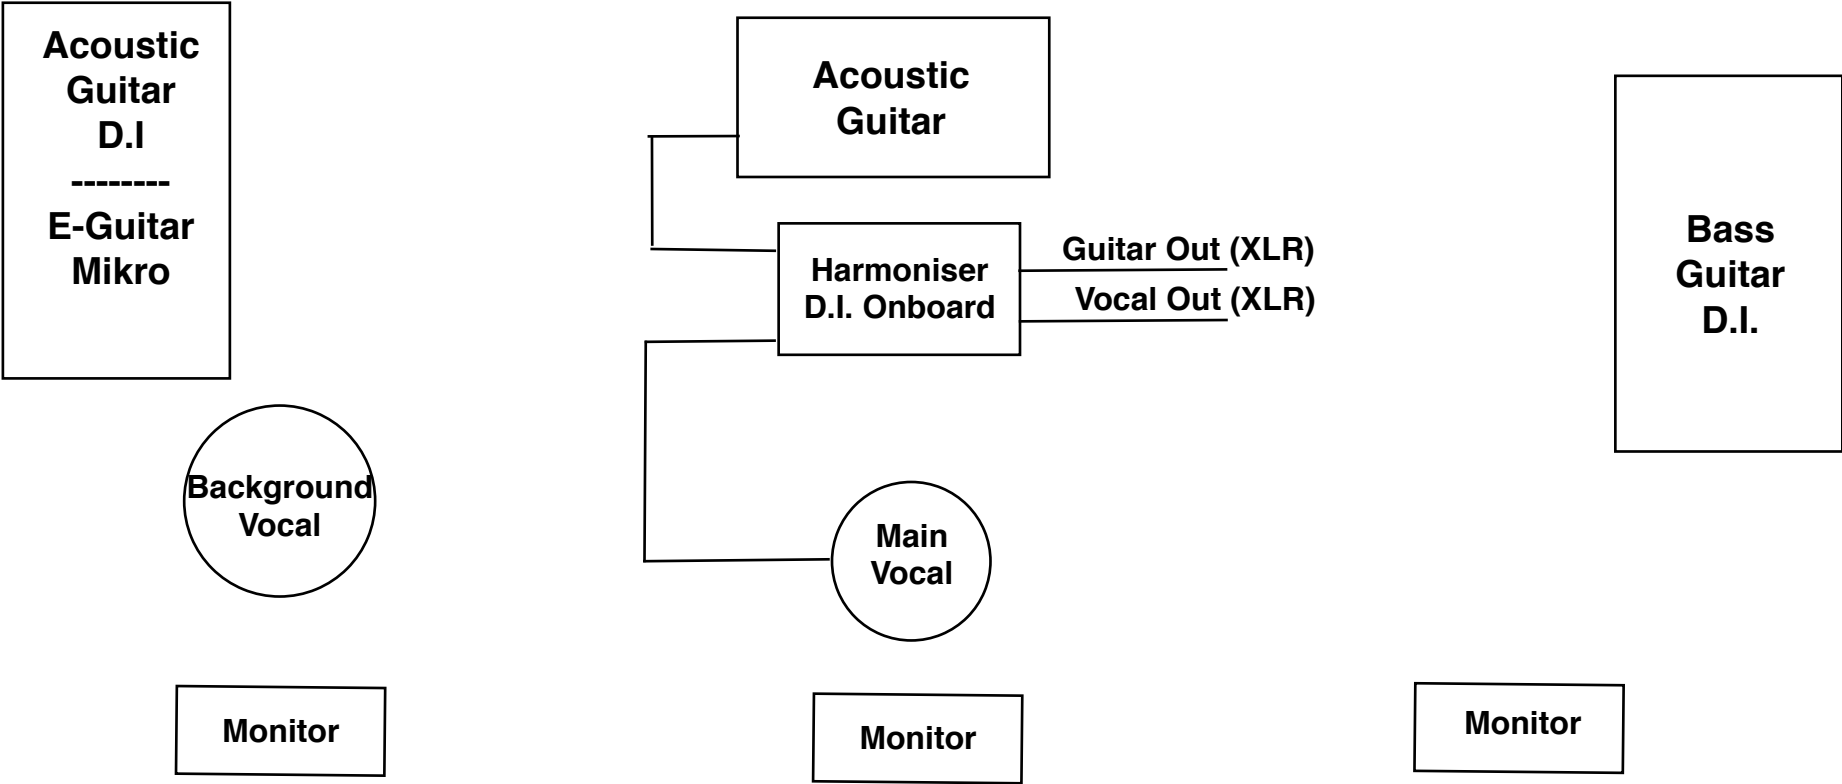 Acoustic
Guitar
D.I
--------
E-Guitar
Mikro
Acoustic
Guitar
Harmoniser
D.I. Onboard
Guitar Out (XLR)
Vocal Out (XLR)
Bass
Guitar
D.I.
Background
Vocal
Main
Vocal
Monitor
Monitor
Monitor